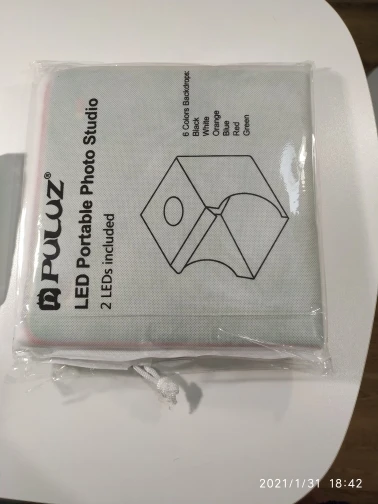 PULUZ®
LED Portable Photo Studio
2 LEDs included
6 Colors Backdrop:
Black
White
Orange
Blue
Red
Green
2021/1/31 18:42